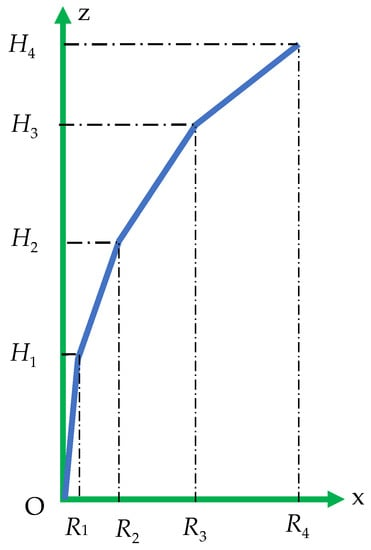 z
H₄
H₃
H₂
H₁
O
x
R1
R₂
R₃
R₄